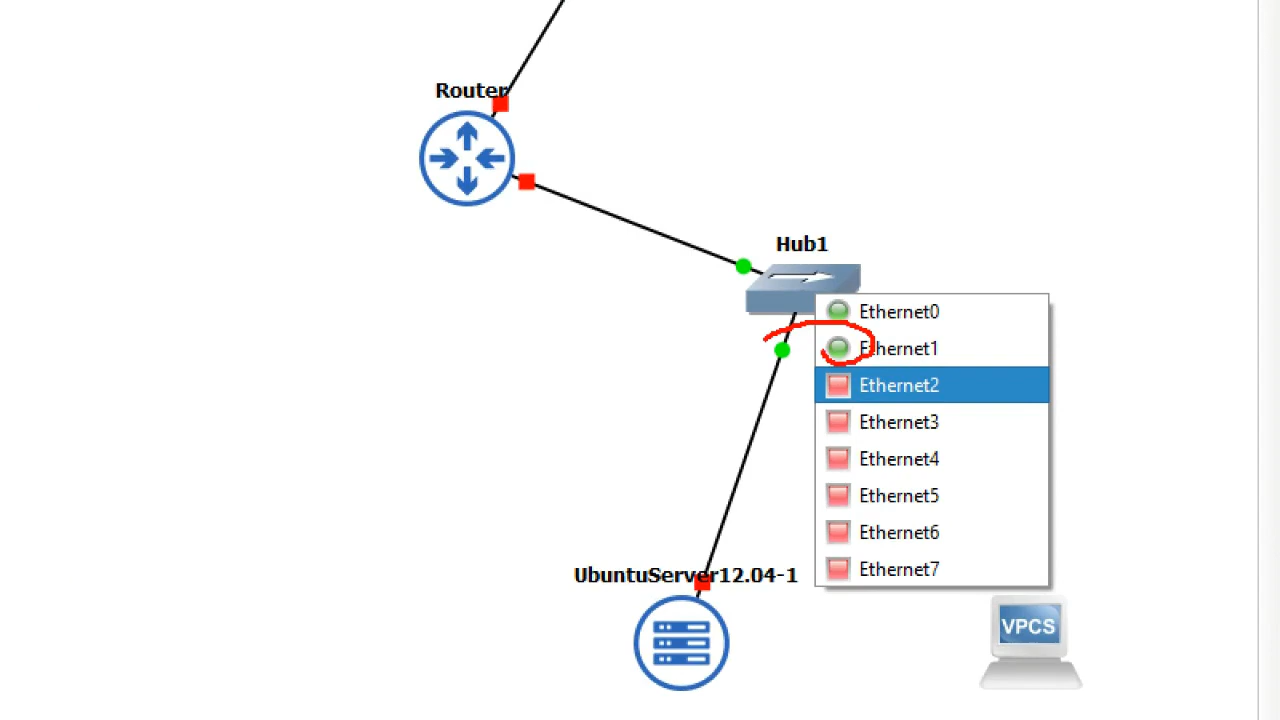 Router
Hub1
Ethernet0
Ethernet1
Ethernet2
Ethernet3
Ethernet4
Ethernet5
Ethernet6
Ethernet7
UbuntuServer12.04-1
VPCS